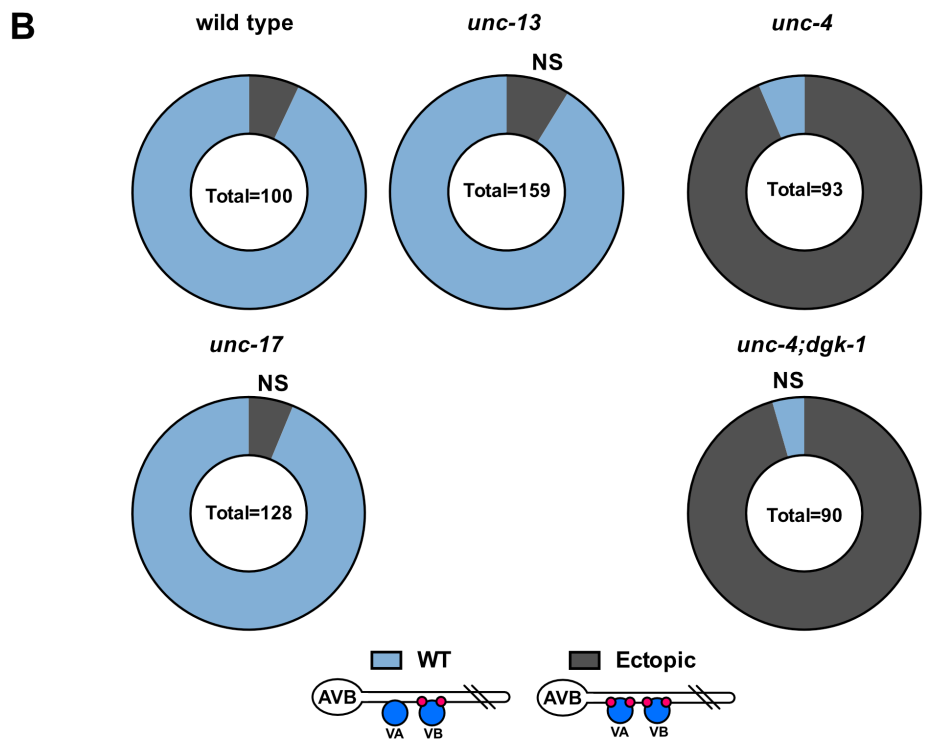 B
wild type
unc-13
unc-4
NS
Total=100
Total=159
Total=93
unc-17
unc-4;dgk-1
NS
NS
Total=128
Total=90
WT
Ectopic
AVB
VA
VB
AVB
VA
VB